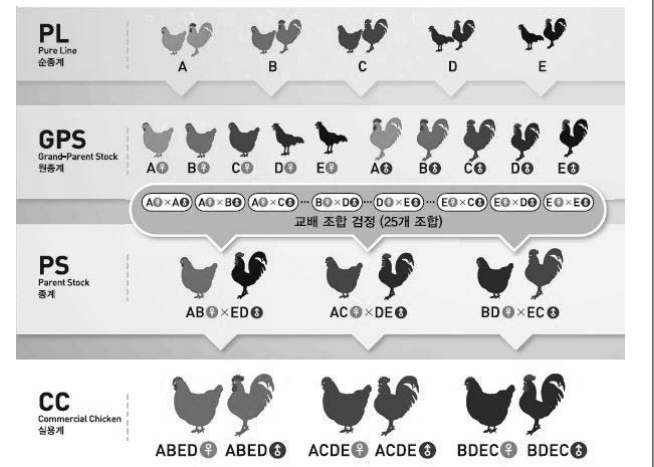 PL
Pure Line
순종계
A B C D E
GPS
Grand-Parent Stock
원종계
A♀ B♀ C♀ D♀ E♀ A♂ B♂ C♂ D♂ E♂
A♀×A♂ A♀×B♂ A♀×C♂ ··· B♀×D♂ ··· D♀×E♂ ··· E♀×C♂ E♀×D♂ E♀×E♂
교배 조합 검정 (25개 조합)
PS
Parent Stock
종계
AB♀×ED♂ AC♀×DE♂ BD♀×EC♂
CC
Commercial Chicken
실용계
ABED♀ ABED♂ ACDE♀ ACDE♂ BDEC♀ BDEC♂